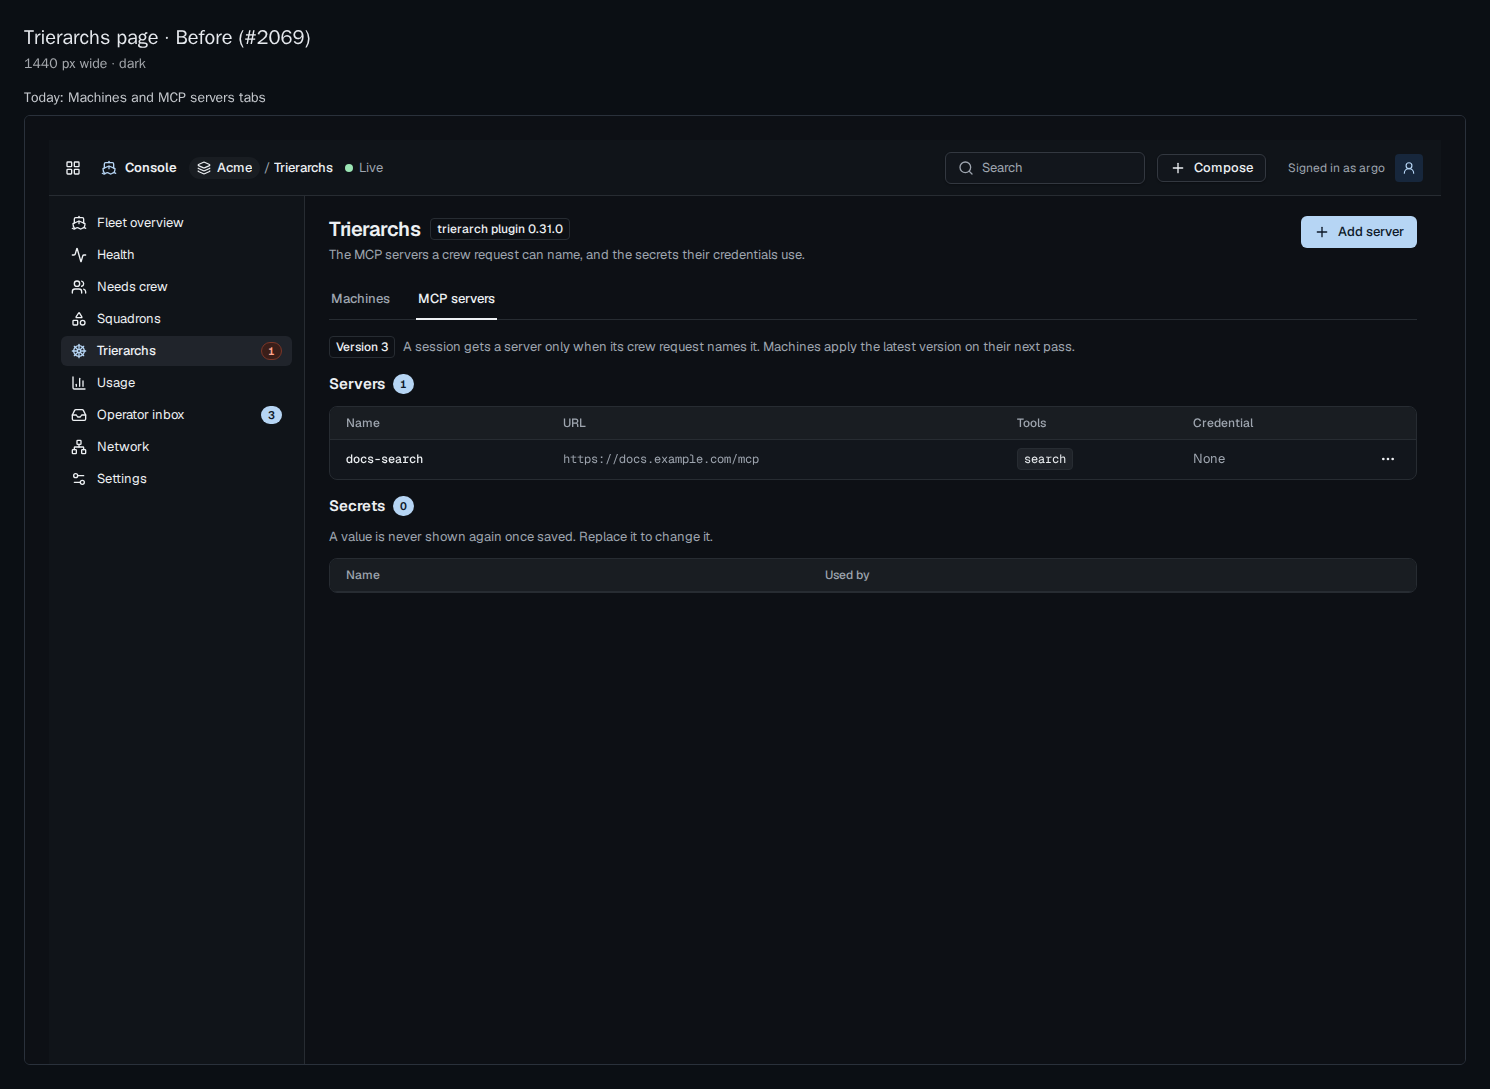 Trierarchs page · Before (#2069)
1440 px wide · dark
Today: Machines and MCP servers tabs
Console Acme / Trierarchs Live Search Compose Signed in as argo
Fleet overview
Health
Needs crew
Squadrons
Trierarchs 1
Usage
Operator inbox 3
Network
Settings
Trierarchs trierarch plugin 0.31.0 Add server
The MCP servers a crew request can name, and the secrets their credentials use.
Machines MCP servers
Version 3 A session gets a server only when its crew request names it. Machines apply the latest version on their next pass.
Servers 1
Name URL Tools Credential
docs-search https://docs.example.com/mcp search None
Secrets 0
A value is never shown again once saved. Replace it to change it.
Name Used by